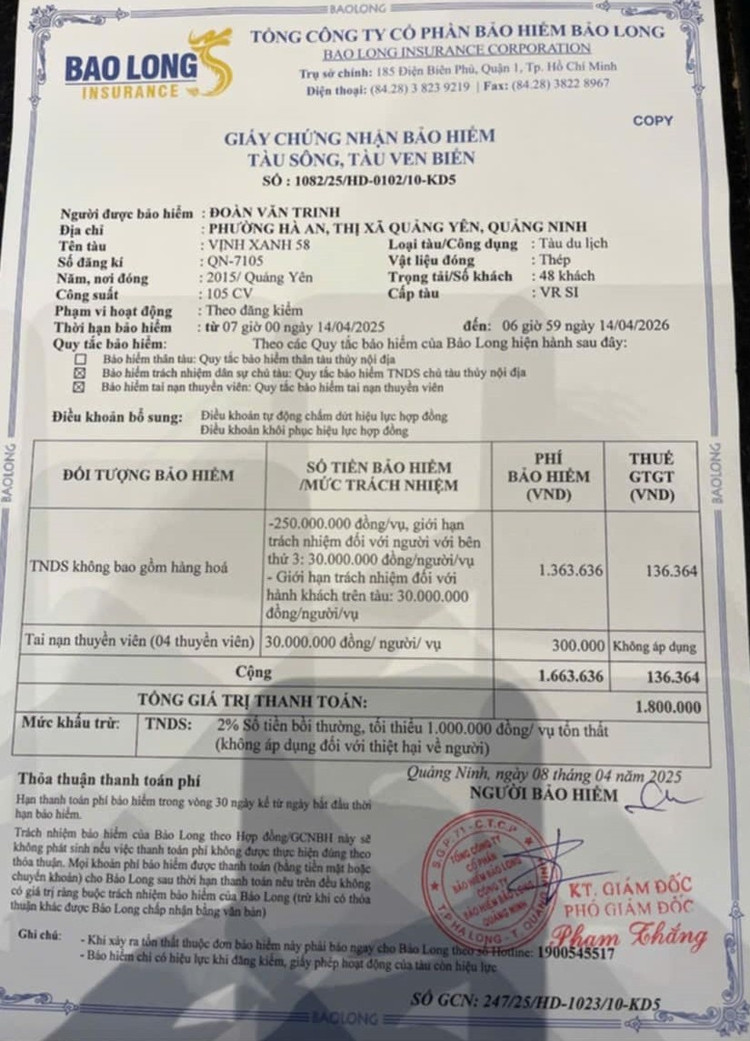 BAOLONG
BAO LONG
INSURANCE
TỔNG CÔNG TY CỔ PHẦN BẢO HIỂM BẢO LONG
BAO LONG INSURANCE CORPORATION
Trụ sở chính: 185 Điện Biên Phủ, Quận 1, Tp. Hồ Chí Minh
Điện thoại: (84.28) 3 823 9219 | Fax: (84.28) 3822 8967
COPY
GIẤY CHỨNG NHẬN BẢO HIỂM
TÀU SÔNG, TÀU VEN BIỂN
SỐ : 1082/25/HD-0102/10-KD5
Người được bảo hiểm : ĐOÀN VĂN TRINH
Địa chỉ : PHƯỜNG HÀ AN, THỊ XÃ QUẢNG YÊN, QUẢNG NINH
Tên tàu : VỊNH XANH 58 Loại tàu/Công dụng : Tàu du lịch
Số đăng kí : QN-7105 Vật liệu đóng : Thép
Năm, nơi đóng : 2015/ Quảng Yên Trọng tải/Số khách : 48 khách
Công suất : 105 CV Cấp tàu : VR SI
Phạm vi hoạt động : Theo đăng kiểm
Thời hạn bảo hiểm : từ 07 giờ 00 ngày 14/04/2025 đến: 06 giờ 59 ngày 14/04/2026
Quy tắc bảo hiểm: Theo các Quy tắc bảo hiểm của Bảo Long hiện hành sau đây:
☐ Bảo hiểm thân tàu: Quy tắc bảo hiểm thân tàu thủy nội địa
☒ Bảo hiểm trách nhiệm dân sự chủ tàu: Quy tắc bảo hiểm TNDS chủ tàu thủy nội địa
☒ Bảo hiểm tai nạn thuyền viên: Quy tắc bảo hiểm tai nạn thuyền viên
Điều khoản bổ sung: Điều khoản tự động chấm dứt hiệu lực hợp đồng
Điều khoản khôi phục hiệu lực hợp đồng
ĐỐI TƯỢNG BẢO HIỂM
SỐ TIỀN BẢO HIỂM
/MỨC TRÁCH NHIỆM
PHÍ
BẢO HIỂM
(VND)
THUẾ
GTGT
(VND)
TNDS không bao gồm hàng hoá
-250.000.000 đồng/vụ, giới hạn
trách nhiệm đối với người với bên
thứ 3: 30.000.000 đồng/người/vụ
- Giới hạn trách nhiệm đối với
hành khách trên tàu: 30.000.000
đồng/người/vụ
1.363.636
136.364
Tai nạn thuyền viên (04 thuyền viên) 30.000.000 đồng/ người/ vụ 300.000 Không áp dụng
Cộng 1.663.636 136.364
TỔNG GIÁ TRỊ THANH TOÁN: 1.800.000
Mức khấu trừ: TNDS: 2% Số tiền bồi thường, tối thiểu 1.000.000 đồng/ vụ tổn thất
(không áp dụng đối với thiệt hại về người)
Thỏa thuận thanh toán phí
Hạn thanh toán phí bảo hiểm trong vòng 30 ngày kể từ ngày bắt đầu thời
hạn bảo hiểm.
Trách nhiệm bảo hiểm của Bảo Long theo Hợp đồng/GCNBH này sẽ
không phát sinh nếu việc thanh toán phí không được thực hiện đúng theo
thỏa thuận. Mọi khoản phí bảo hiểm được thanh toán (bằng tiền mặt hoặc
chuyển khoản) cho Bảo Long sau thời hạn thanh toán nêu trên đều không
có giá trị ràng buộc trách nhiệm bảo hiểm của Bảo Long (trừ khi có thỏa
thuận khác được Bảo Long chấp nhận bằng văn bản)
Quảng Ninh, ngày 08 tháng 04 năm 2025
NGƯỜI BẢO HIỂM
TỔNG CÔNG TY
CỔ PHẦN
BẢO HIỂM BẢO LONG
CÔNG TY
BẢO HIỂM BẢO LONG
QUẢNG NINH
KT. GIÁM ĐỐC
PHÓ GIÁM ĐỐC
Phạm Thắng
Ghi chú: - Khi xảy ra tổn thất thuộc đơn bảo hiểm này phải báo ngay cho Bảo Long theo số Hotline: 1900545517
- Bảo hiểm chỉ có hiệu lực khi đăng kiểm, giấy phép hoạt động của tàu còn hiệu lực
SỐ GCN: 247/25/HD-1023/10-KD5
BAOLONG
BAOLONG
BAOLONG